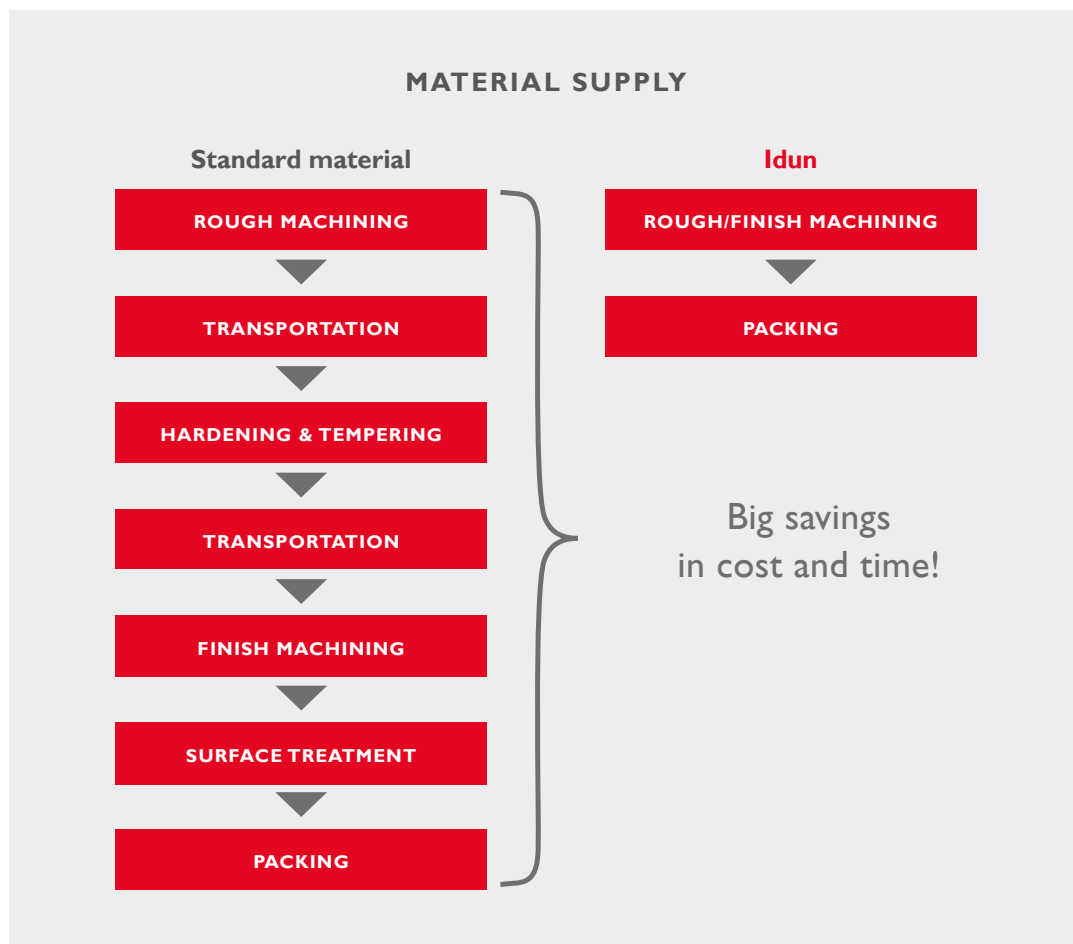 MATERIAL SUPPLY
Standard material
ROUGH MACHINING
TRANSPORTATION
HARDENING & TEMPERING
TRANSPORTATION
FINISH MACHINING
SURFACE TREATMENT
PACKING
Idun
ROUGH/FINISH MACHINING
PACKING
Big savings
in cost and time!